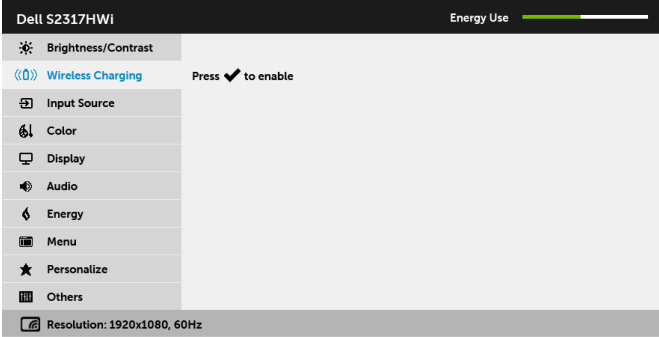 Dell S2317HWi Energy Use
Brightness/Contrast
Wireless Charging Press ✔ to enable
Input Source
Color
Display
Audio
Energy
Menu
Personalize
Others
Resolution: 1920x1080, 60Hz